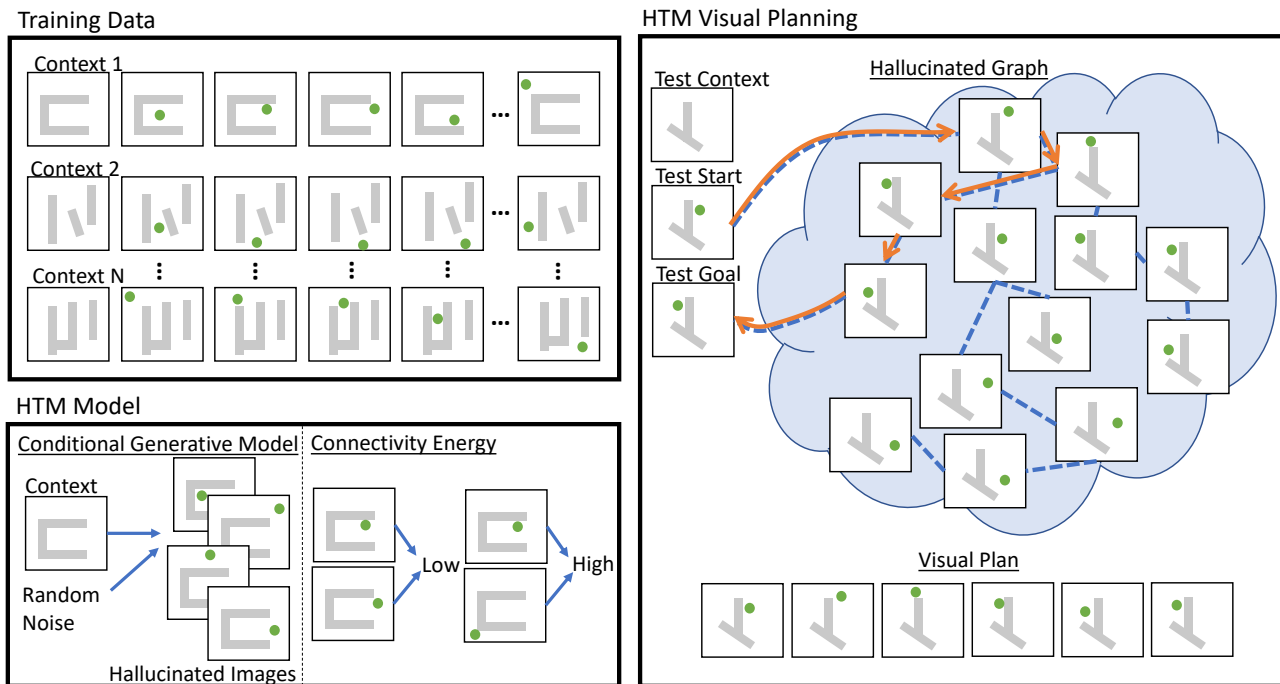 Training Data
Context 1
...
Context 2
...
Context N
...
HTM Model
Conditional Generative Model
Context
Random
Noise
Hallucinated Images
Connectivity Energy
Low
High
HTM Visual Planning
Test Context
Test Start
Test Goal
Hallucinated Graph
Visual Plan